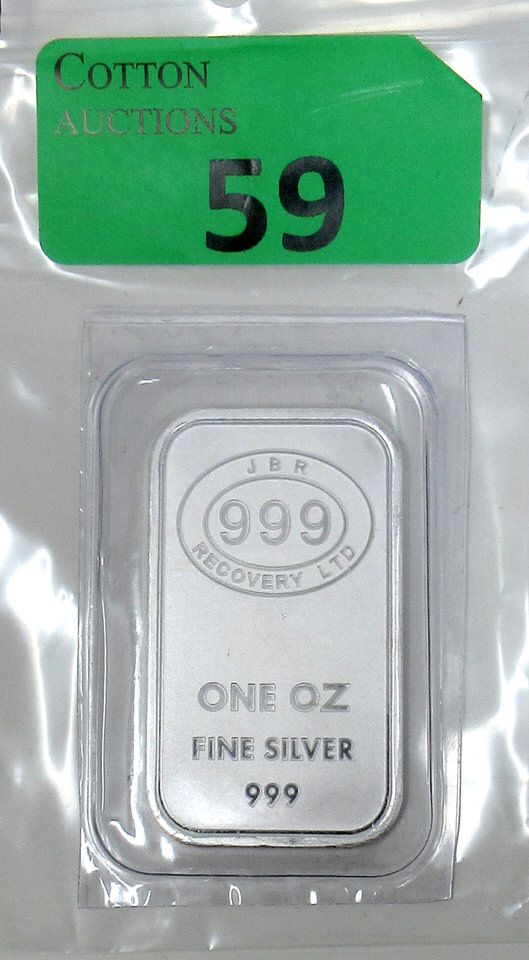 COTTON
AUCTIONS
59
JBR
999
RECOVERY LTD
ONE OZ
FINE SILVER
999